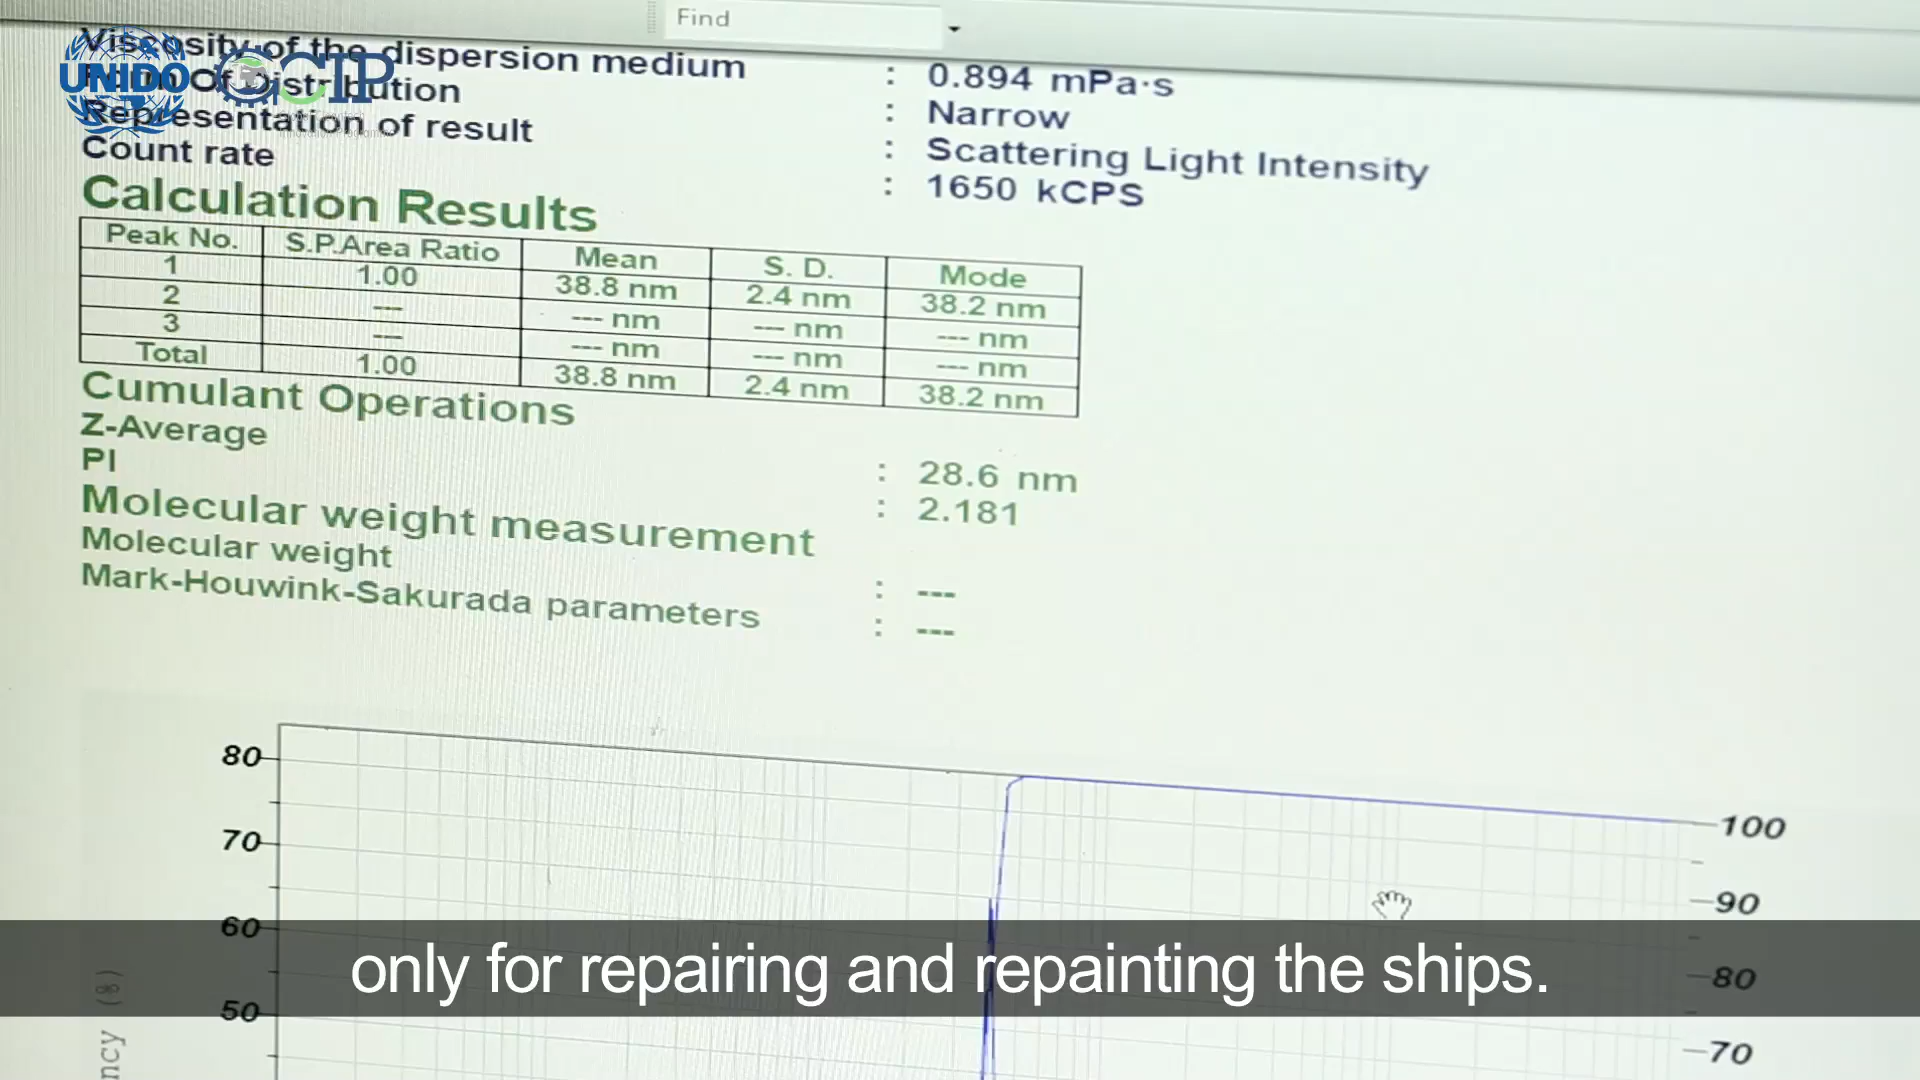 Find
UNIDO GCIP
Viscosity of the dispersion medium : 0.894 mPa·s
Form Of Distribution : Narrow
Representation of result : Scattering Light Intensity
Count rate : 1650 kCPS
Calculation Results
Peak No. S.P.Area Ratio Mean S. D. Mode
1 1.00 38.8 nm 2.4 nm 38.2 nm
2 --- --- nm --- nm --- nm
3 --- --- nm --- nm --- nm
Total 1.00 38.8 nm 2.4 nm 38.2 nm
Cumulant Operations
Z-Average : 28.6 nm
PI : 2.181
Molecular weight measurement
Molecular weight : ---
Mark-Houwink-Sakurada parameters : ---
80
70
60
50
100
90
80
70
only for repairing and repainting the ships.